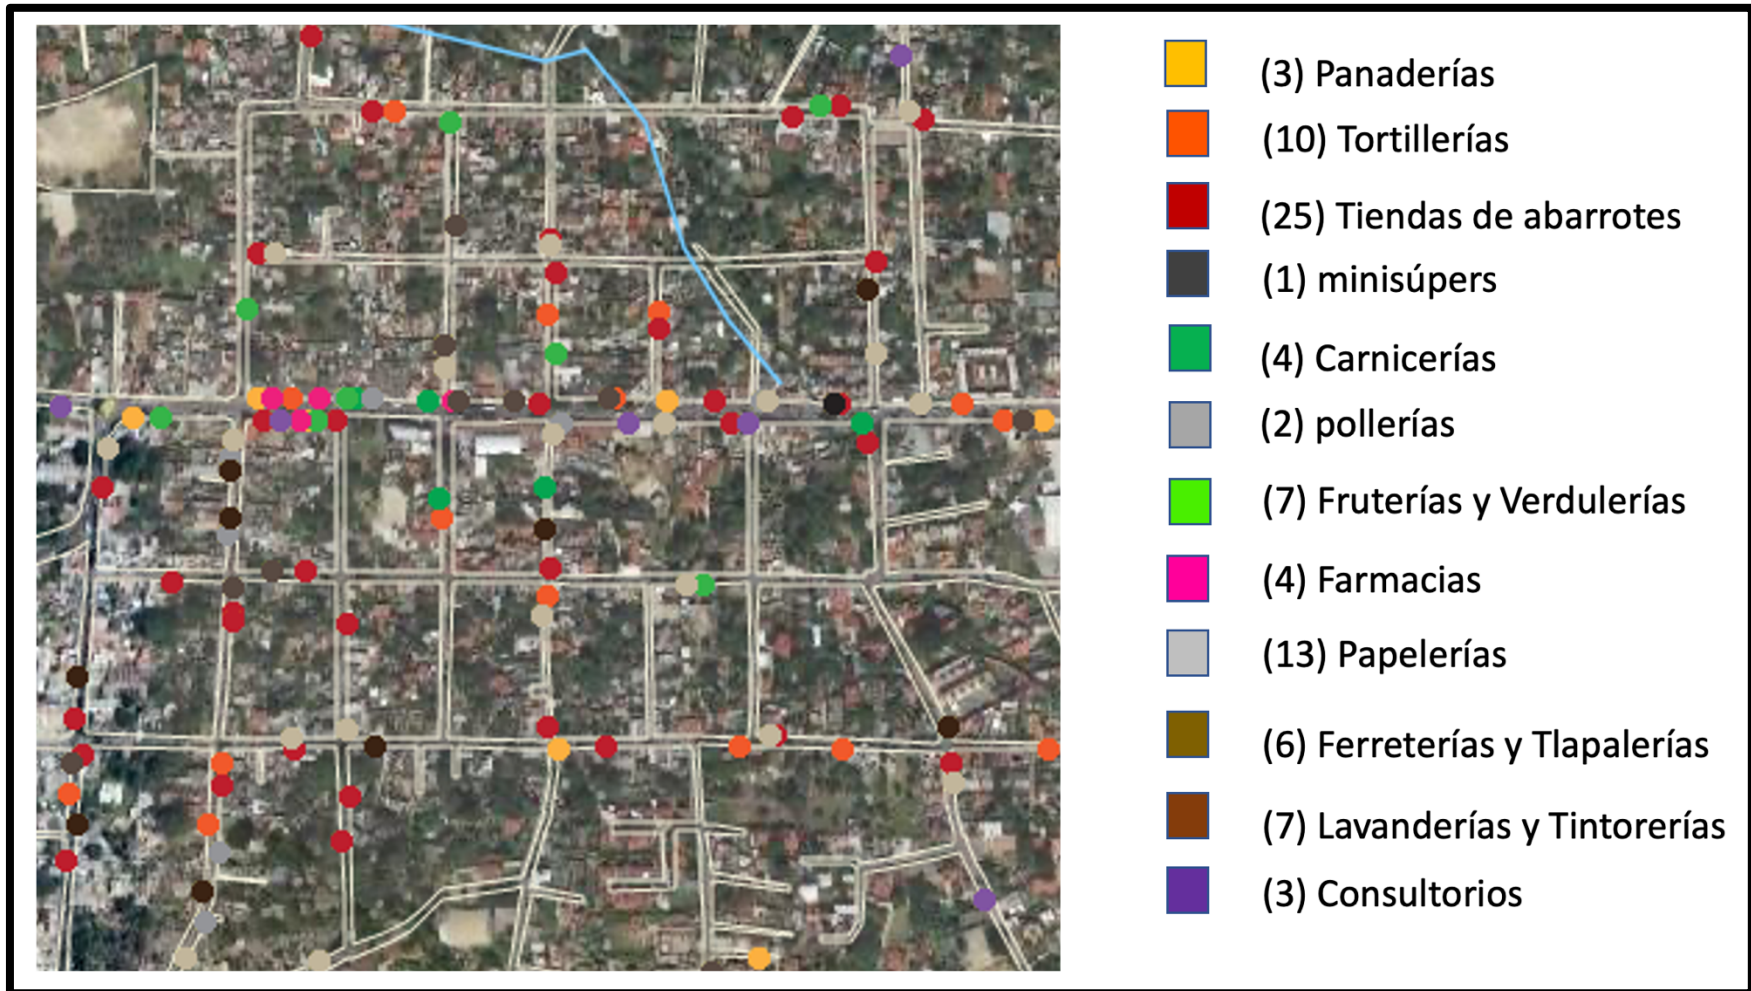 (3) Panaderías
(10) Tortillerías
(25) Tiendas de abarrotes
(1) minisúpers
(4) Carnicerías
(2) pollerías
(7) Fruterías y Verdulerías
(4) Farmacias
(13) Papelerías
(6) Ferreterías y Tlapalerías
(7) Lavanderías y Tintorerías
(3) Consultorios